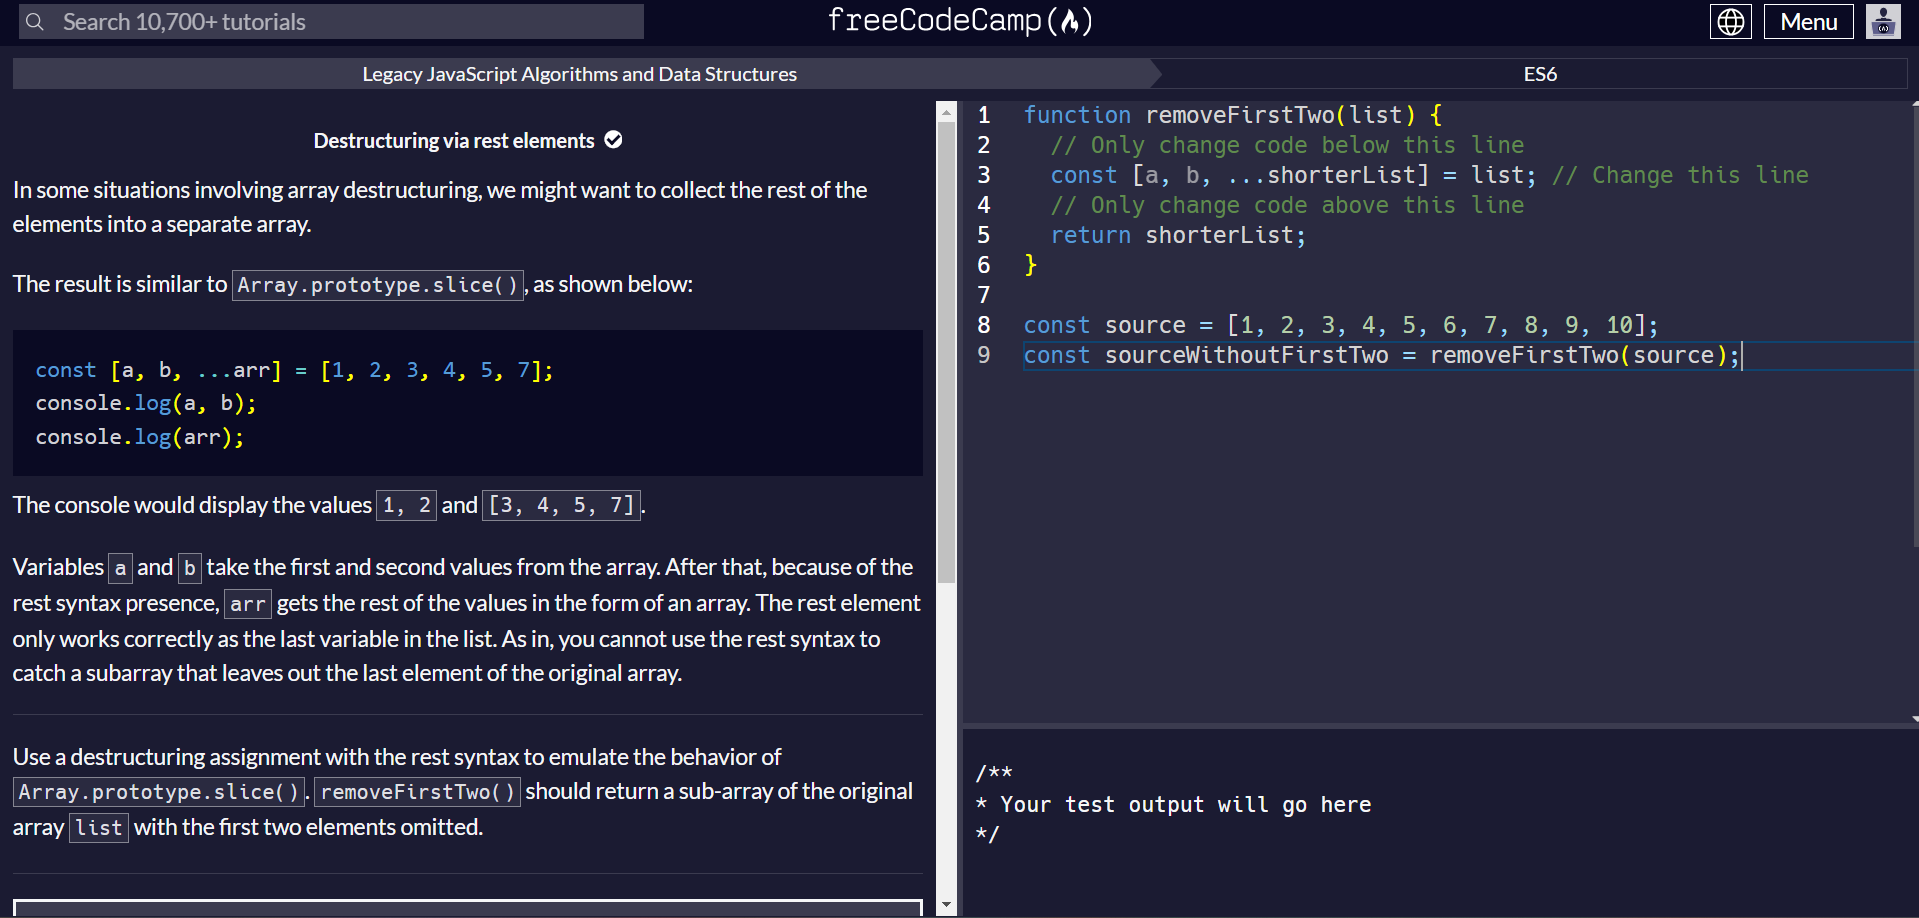 Search 10,700+ tutorials
freeCodeCamp
Menu
Legacy JavaScript Algorithms and Data Structures
ES6
Destructuring via rest elements
In some situations involving array destructuring, we might want to collect the rest of the
elements into a separate array.
The result is similar to Array.prototype.slice(), as shown below:
const [a, b, ...arr] = [1, 2, 3, 4, 5, 7];
console.log(a, b);
console.log(arr);
The console would display the values 1, 2 and [3, 4, 5, 7].
Variables a and b take the first and second values from the array. After that, because of the
rest syntax presence, arr gets the rest of the values in the form of an array. The rest element
only works correctly as the last variable in the list. As in, you cannot use the rest syntax to
catch a subarray that leaves out the last element of the original array.
Use a destructuring assignment with the rest syntax to emulate the behavior of
Array.prototype.slice(). removeFirstTwo() should return a sub-array of the original
array list with the first two elements omitted.
1 function removeFirstTwo(list) {
2 // Only change code below this line
3 const [a, b, ...shorterList] = list; // Change this line
4 // Only change code above this line
5 return shorterList;
6 }
7
8 const source = [1, 2, 3, 4, 5, 6, 7, 8, 9, 10];
9 const sourceWithoutFirstTwo = removeFirstTwo(source);
/**
* Your test output will go here
*/